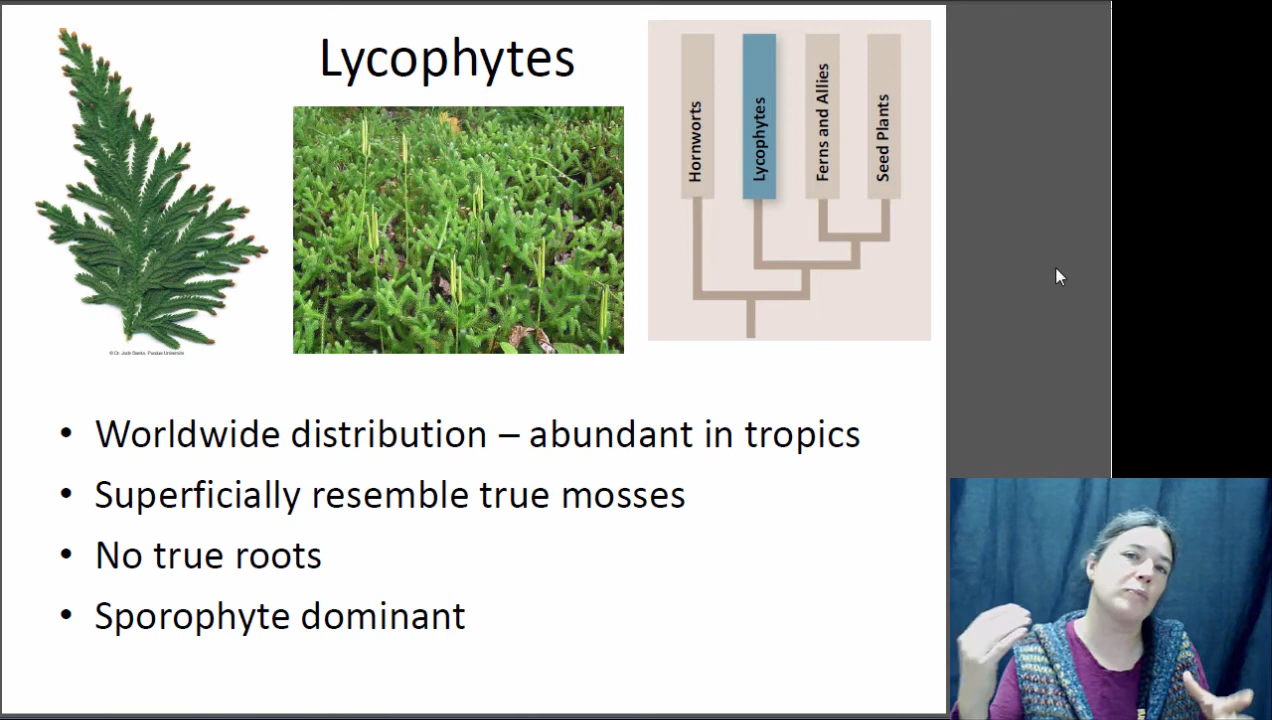 Lycophytes
Hornworts
Lycophytes
Ferns and Allies
Seed Plants
• Worldwide distribution – abundant in tropics
• Superficially resemble true mosses
• No true roots
• Sporophyte dominant